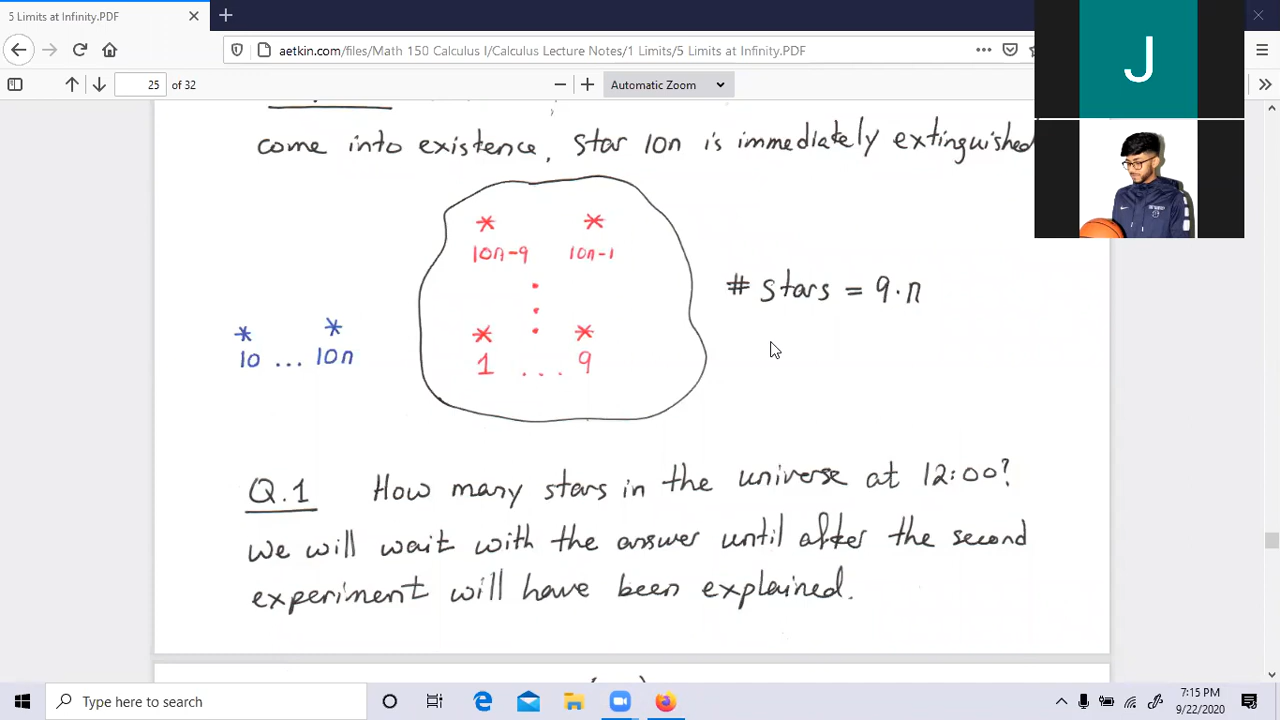 5 Limits at Infinity.PDF
aetkin.com/files/Math 150 Calculus I/Calculus Lecture Notes/1 Limits/5 Limits at Infinity.PDF
25 of 32
Automatic Zoom
J
come into existence, star 10n is immediately extinguished
* *
10n-9 10n-1
# stars = 9·n
* *
10 ... 10n
* *
1 ... 9
Q.1 How many stars in the universe at 12:00?
we will wait with the answer until after the second
experiment will have been explained.
Type here to search
7:15 PM
9/22/2020